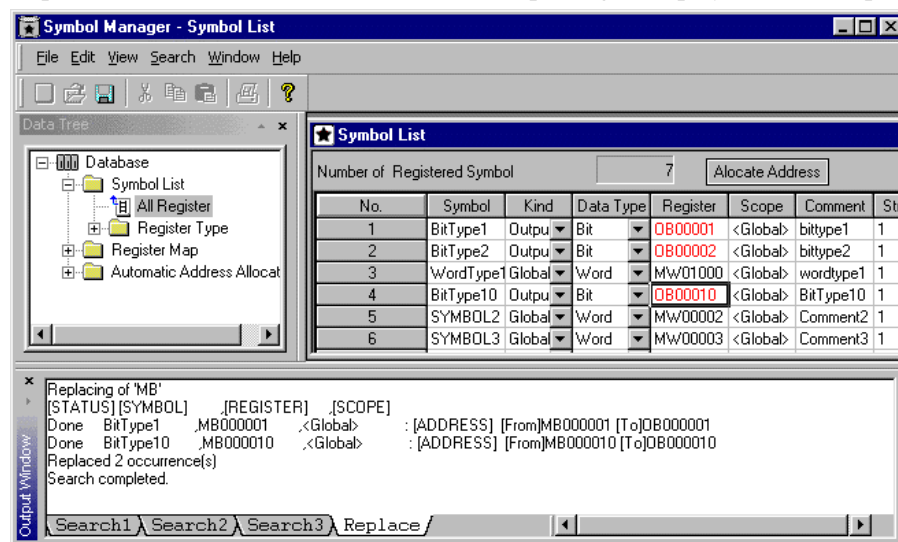 Symbol Manager - Symbol List
File Edit View Search Window Help
Data Tree
Database
Symbol List
All Register
Register Type
Register Map
Automatic Address Allocat
Symbol List
Number of Registered Symbol 7 Alocate Address
No. Symbol Kind Data Type Register Scope Comment St
1 BitType1 Outpu Bit OB00001 <Global> bittype1 1
2 BitType2 Outpu Bit OB00002 <Global> bittype2 1
3 WordType1 Global Word MW01000 <Global> wordtype1 1
4 BitType10 Outpu Bit OB00010 <Global> BitType10 1
5 SYMBOL2 Global Word MW00002 <Global> Comment2 1
6 SYMBOL3 Global Word MW00003 <Global> Comment3 1
Replacing of 'MB'
[STATUS] [SYMBOL] ,[REGISTER] ,[SCOPE]
Done BitType1 ,MB000001 ,<Global> : [ADDRESS] [From]MB000001 [To]OB000001
Done BitType10 ,MB000010 ,<Global> : [ADDRESS] [From]MB000010 [To]OB000010
Replaced 2 occurrence(s)
Search completed.
Output Window
Search1 Search2 Search3 Replace